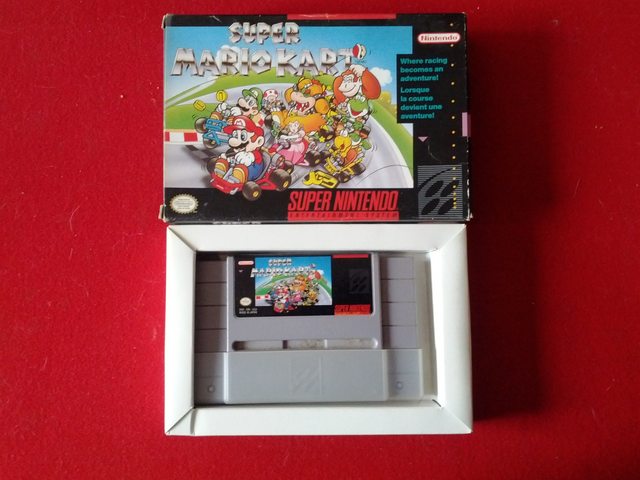 SUPER
MARIO KART
Nintendo
Where racing
becomes an
adventure!
Lorsque
la course
devient une
aventure!
SUPER NINTENDO
ENTERTAINMENT SYSTEM
SUPER
MARIO KART
SUPER NINTENDO